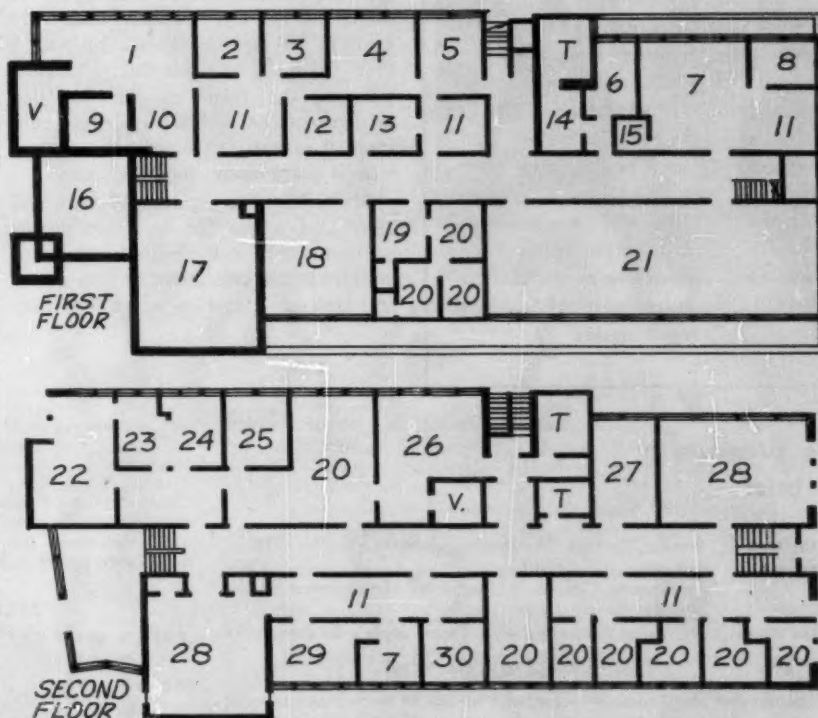 1 2 3 4 5 T 6 7 8
V 9 10 11 12 13 11 14 15 11
16 17 18 19 20 21
20 20
FIRST
FLOOR
22 23 24 25 20 26 T 27 28
V. T
11 11
28 29 7 30 20 20 20 20 20 20
SECOND
FLOOR